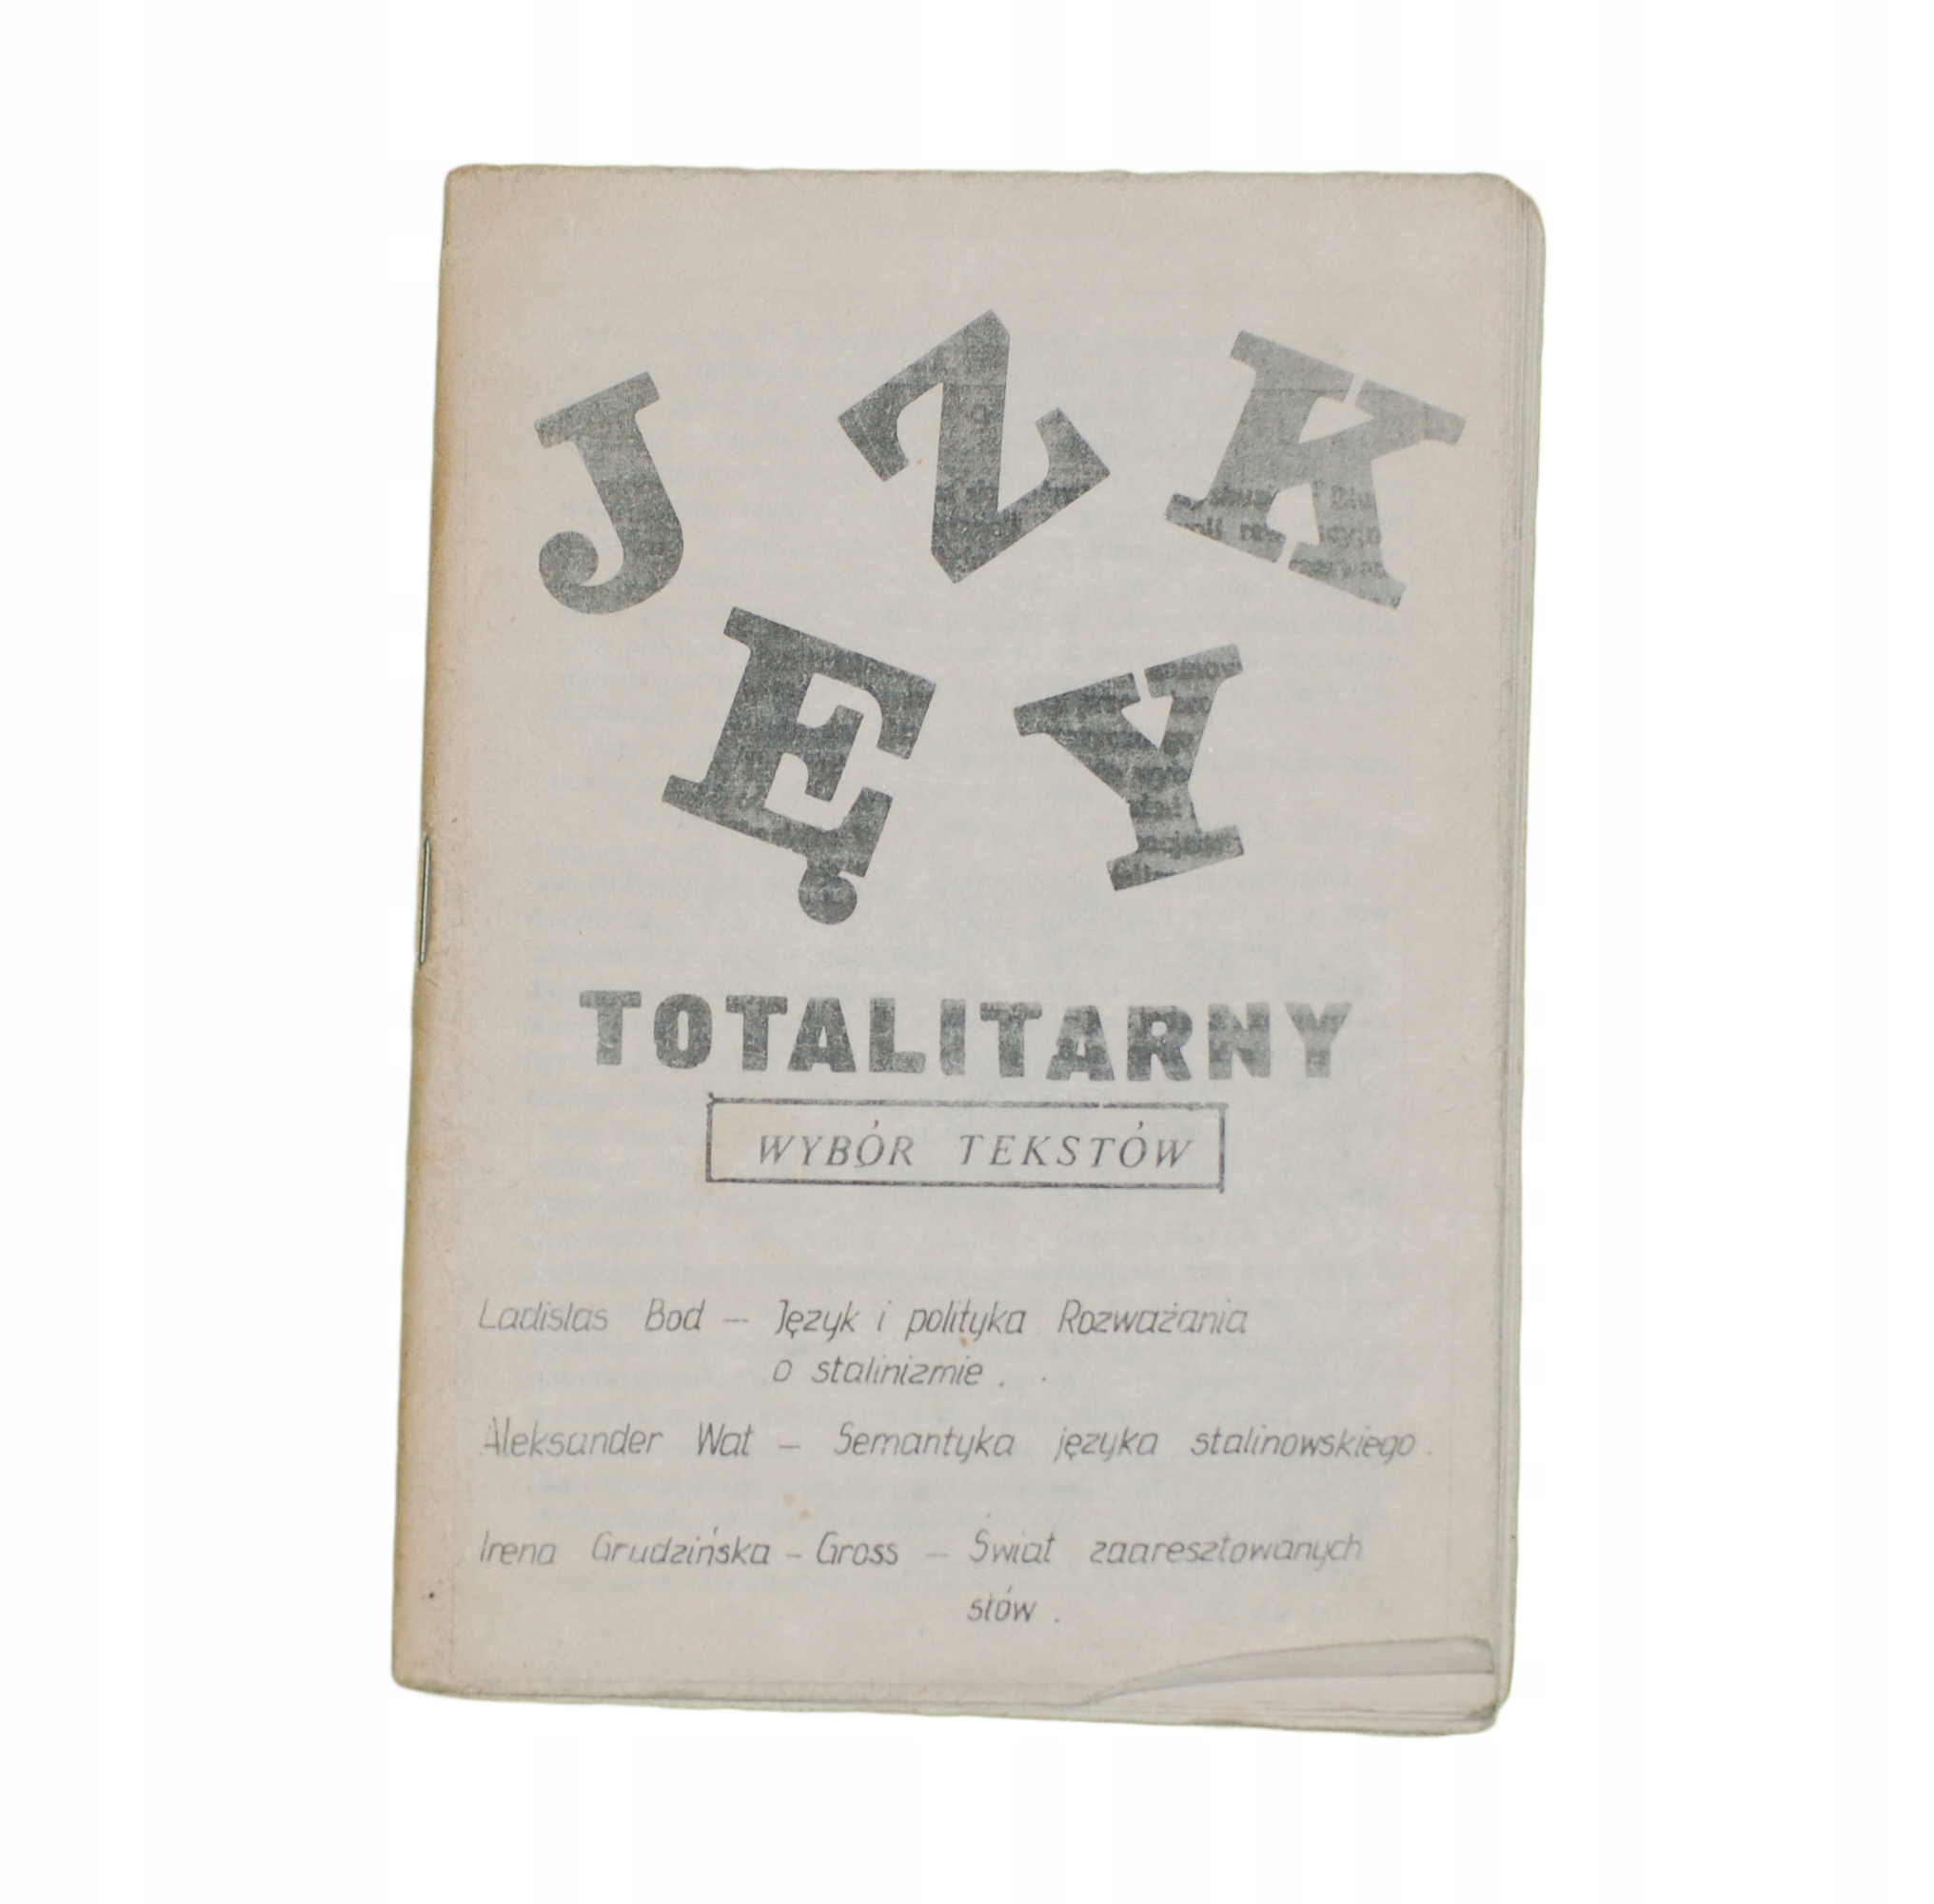 JĘZYK
TOTALITARNY
WYBÓR TEKSTÓW
Ladislas Bod — Język i polityka Rozważania
o stalinizmie.
Aleksander Wat — Semantyka języka stalinowskiego.
Irena Grudzińska - Gross — Świat zaaresztowanych
słów.